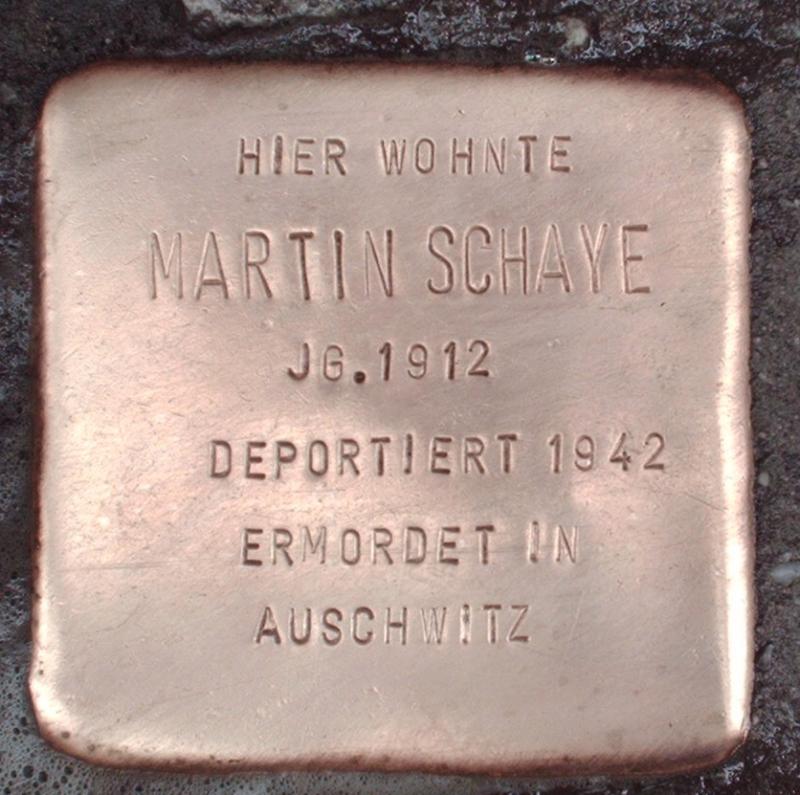 HIER WOHNTE
MARTIN SCHAYE
JG.1912
DEPORTIERT 1942
ERMORDET IN
AUSCHWITZ